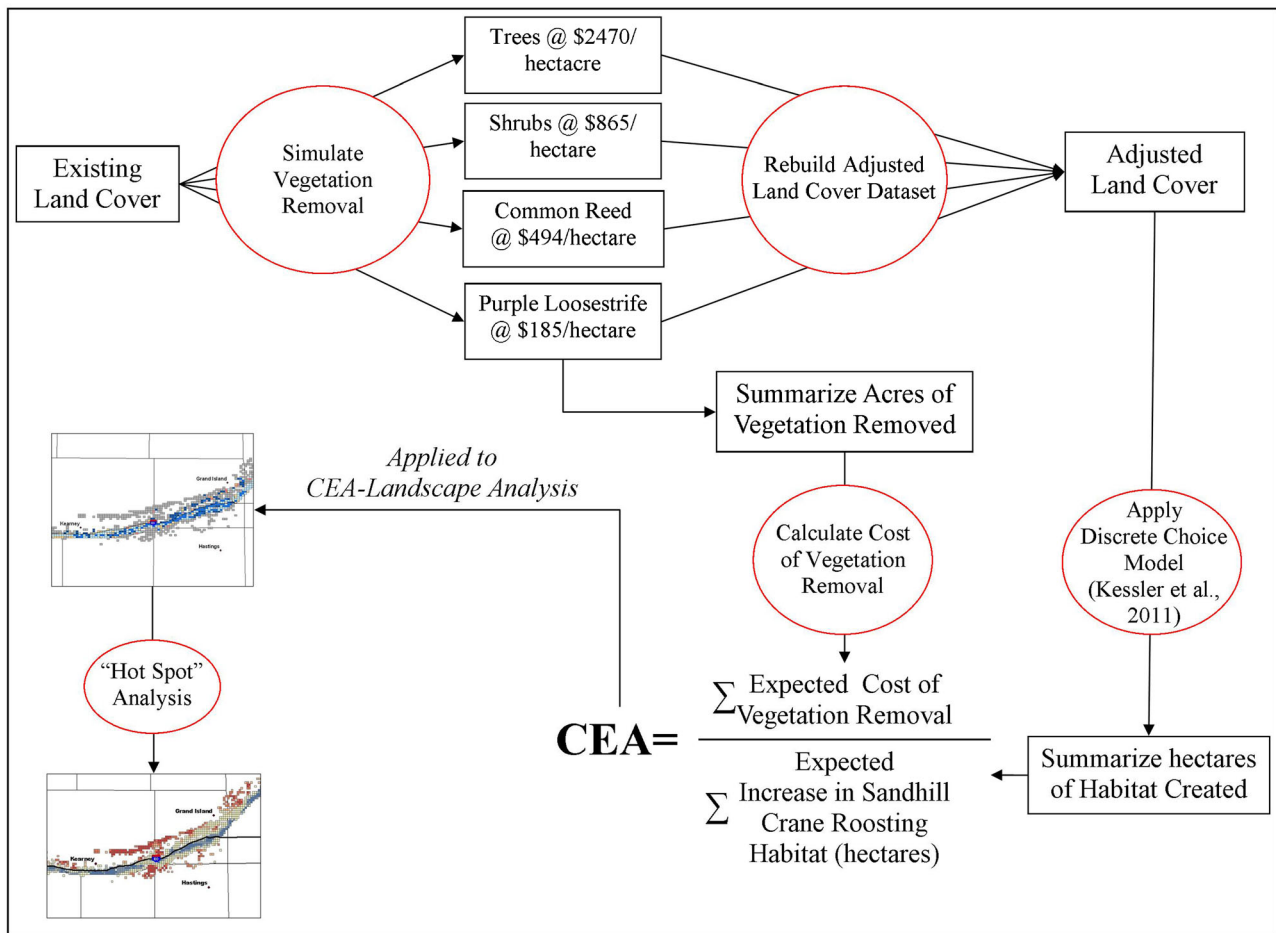 Existing
Land Cover
Simulate
Vegetation
Removal
Trees @ $2470/
hectacre
Shrubs @ $865/
hectare
Common Reed
@ $494/hectare
Purple Loosestrife
@ $185/hectare
Rebuild Adjusted
Land Cover Dataset
Adjusted
Land Cover
Summarize Acres of
Vegetation Removed
Calculate Cost
of Vegetation
Removal
Apply
Discrete Choice
Model
(Kessler et al.,
2011)
Applied to
CEA-Landscape Analysis
Grand Island
Kearney
Hastings
“Hot Spot”
Analysis
Grand Island
Kearney
Hastings
CEA=
∑ Expected Cost of
Vegetation Removal
Expected
∑ Increase in Sandhill
Crane Roosting
Habitat (hectares)
Summarize hectares
of Habitat Created